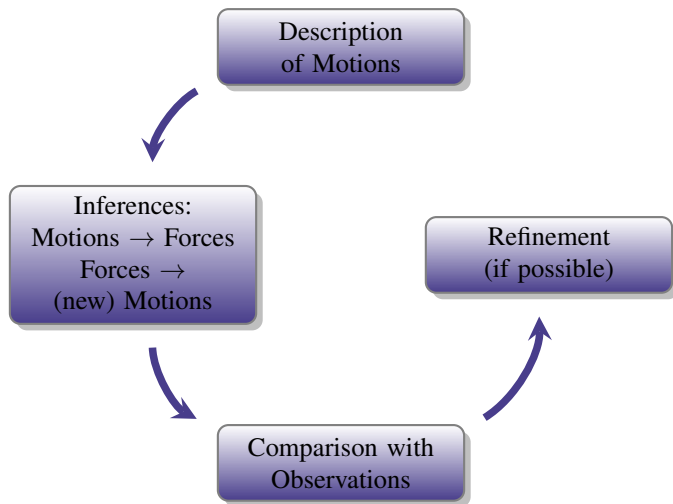 Description
of Motions
Inferences:
Motions → Forces
Forces →
(new) Motions
Refinement
(if possible)
Comparison with
Observations